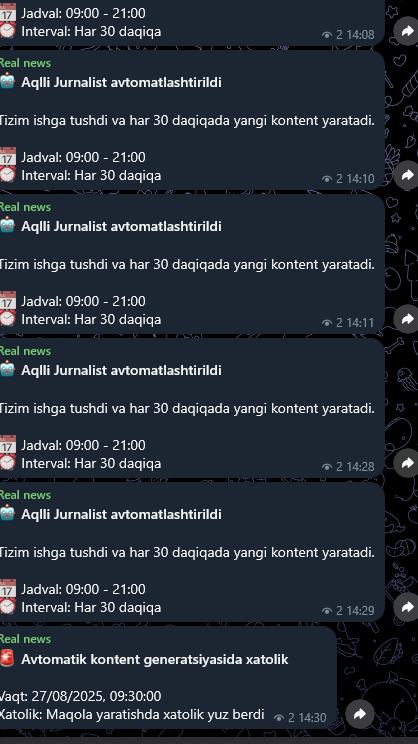 Jadval: 09:00 - 21:00
Interval: Har 30 daqiqa
2 14:08
Real news
Aqlli Jurnalist avtomatlashtirildi
Tizim ishga tushdi va har 30 daqiqada yangi kontent yaratadi.
Jadval: 09:00 - 21:00
Interval: Har 30 daqiqa
2 14:10
Real news
Aqlli Jurnalist avtomatlashtirildi
Tizim ishga tushdi va har 30 daqiqada yangi kontent yaratadi.
Jadval: 09:00 - 21:00
Interval: Har 30 daqiqa
2 14:11
Real news
Aqlli Jurnalist avtomatlashtirildi
Tizim ishga tushdi va har 30 daqiqada yangi kontent yaratadi.
Jadval: 09:00 - 21:00
Interval: Har 30 daqiqa
2 14:28
Real news
Aqlli Jurnalist avtomatlashtirildi
Tizim ishga tushdi va har 30 daqiqada yangi kontent yaratadi.
Jadval: 09:00 - 21:00
Interval: Har 30 daqiqa
2 14:29
Real news
Avtomatik kontent generatsiyasida xatolik
Vaqt: 27/08/2025, 09:30:00
Xatolik: Maqola yaratishda xatolik yuz berdi
2 14:30